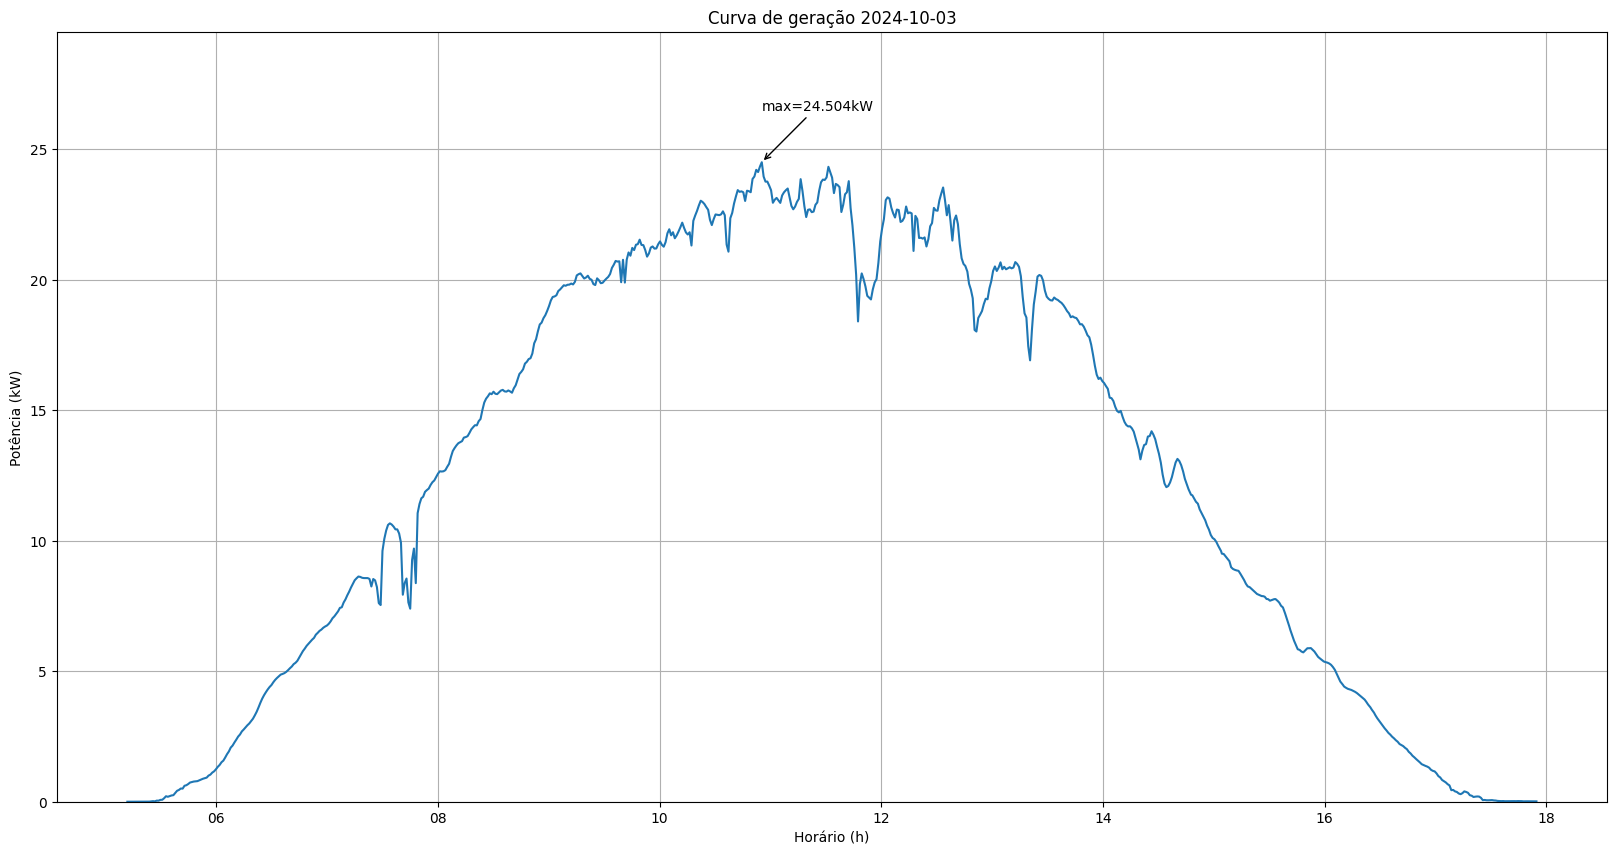 Curva de geração 2024-10-03
max=24.504kW
25
20
15
10
5
0
Potência (kW)
06 08 10 12 14 16 18
Horário (h)